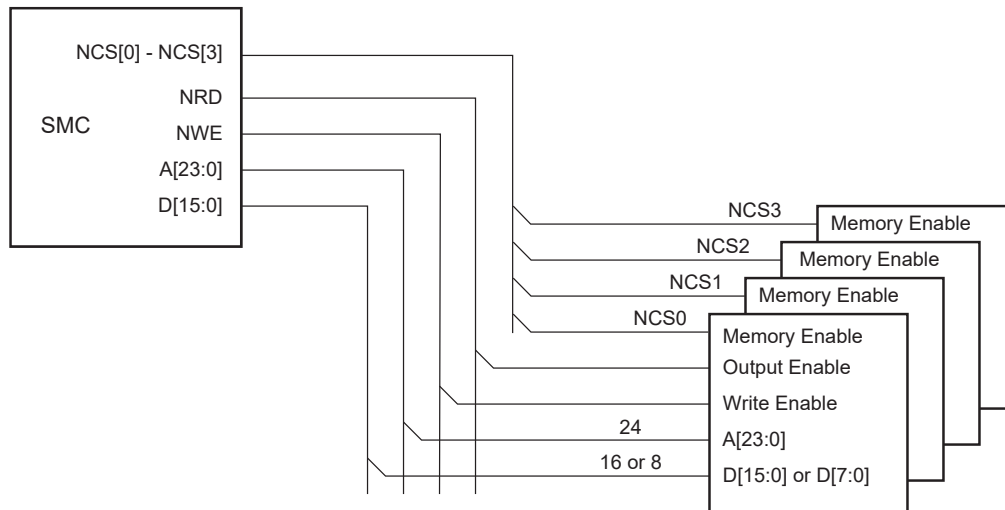 NCS[0] - NCS[3]
NRD
SMC
NWE
A[23:0]
D[15:0]
NCS3
Memory Enable
NCS2
Memory Enable
NCS1
Memory Enable
NCS0
Memory Enable
Output Enable
Write Enable
24
A[23:0]
16 or 8
D[15:0] or D[7:0]